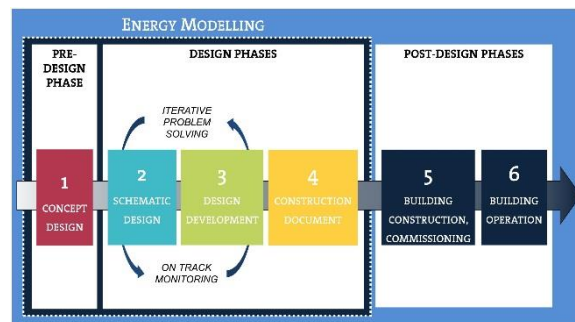 ENERGY MODELLING
PRE-
DESIGN
PHASE
DESIGN PHASES
POST-DESIGN PHASES
ITERATIVE
PROBLEM
SOLVING
1
CONCEPT
DESIGN
2
SCHEMATIC
DESIGN
3
DESIGN
DEVELOPMENT
4
CONSTRUCTION
DOCUMENT
5
BUILDING
CONSTRUCTION,
COMMISSIONING
6
BUILDING
OPERATION
ON TRACK
MONITORING